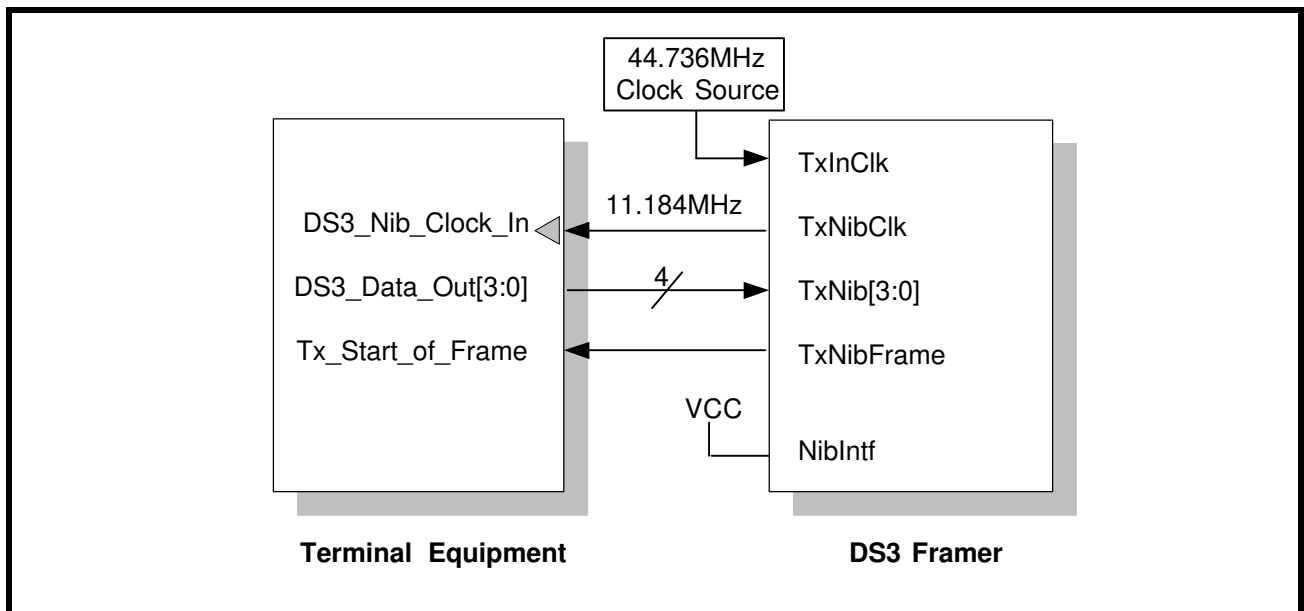 44.736MHz
Clock Source
TxInClk
11.184MHz
DS3_Nib_Clock_In
TxNibClk
DS3_Data_Out[3:0]
4
TxNib[3:0]
Tx_Start_of_Frame
TxNibFrame
VCC
NibIntf
Terminal Equipment
DS3 Framer